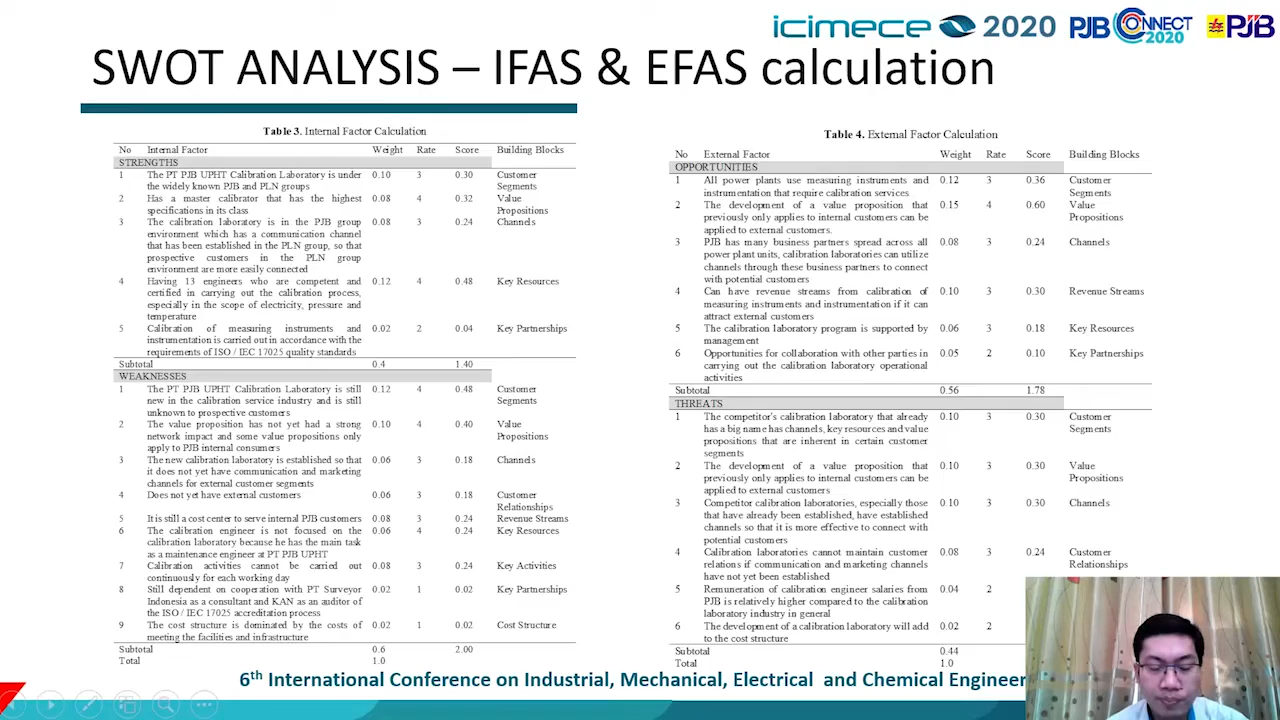 icimece 2020 PJB CONNECT 2020 PJB
SWOT ANALYSIS – IFAS & EFAS calculation
Table 3. Internal Factor Calculation
No Internal Factor Weight Rate Score Building Blocks
STRENGTHS
1 The PT PJB UPHT Calibration Laboratory is under 0.10 3 0.30 Customer
the widely known PJB and PLN groups Segments
2 Has a master calibrator that has the highest 0.08 4 0.32 Value
specifications in its class Propositions
3 The calibration laboratory is in the PJB group 0.08 3 0.24 Channels
environment which has a communication channel
that has been established in the PLN group, so that
prospective customers in the PLN group
environment are more easily connected
4 Having 13 engineers who are competent and 0.12 4 0.48 Key Resources
certified in carrying out the calibration process,
especially in the scope of electricity, pressure and
temperature
5 Calibration of measuring instruments and 0.02 2 0.04 Key Partnerships
instrumentation is carried out in accordance with the
requirements of ISO / IEC 17025 quality standards
Subtotal 0.4 1.40
WEAKNESSES
1 The PT PJB UPHT Calibration Laboratory is still 0.12 4 0.48 Customer
new in the calibration service industry and is still Segments
unknown to prospective customers
2 The value proposition has not yet had a strong 0.10 4 0.40 Value
network impact and some value propositions only Propositions
apply to PJB internal consumers
3 The new calibration laboratory is established so that 0.06 3 0.18 Channels
it does not yet have communication and marketing
channels for external customer segments
4 Does not yet have external customers 0.06 3 0.18 Customer
Relationships
5 It is still a cost center to serve internal PJB customers 0.08 3 0.24 Revenue Streams
6 The calibration engineer is not focused on the 0.06 4 0.24 Key Resources
calibration laboratory because he has the main task
as a maintenance engineer at PT PJB UPHT
7 Calibration activities cannot be carried out 0.08 3 0.24 Key Activities
continuously for each working day
8 Still dependent on cooperation with PT Surveyor 0.02 1 0.02 Key Partnerships
Indonesia as a consultant and KAN as an auditor of
the ISO / IEC 17025 accreditation process
9 The cost structure is dominated by the costs of 0.02 1 0.02 Cost Structure
meeting the facilities and infrastructure
Subtotal 0.6 2.00
Total 1.0
Table 4. External Factor Calculation
No External Factor Weight Rate Score Building Blocks
OPPORTUNITIES
1 All power plants use measuring instruments and 0.12 3 0.36 Customer
instrumentation that require calibration services Segments
2 The development of a value proposition that 0.15 4 0.60 Value
previously only applies to internal customers can be Propositions
applied to external customers.
3 PJB has many business partners spread across all 0.08 3 0.24 Channels
power plant units, calibration laboratories can utilize
channels through these business partners to connect
with potential customers
4 Can have revenue streams from calibration of 0.10 3 0.30 Revenue Streams
measuring instruments and instrumentation if it can
attract external customers
5 The calibration laboratory program is supported by 0.06 3 0.18 Key Resources
management
6 Opportunities for collaboration with other parties in 0.05 2 0.10 Key Partnerships
carrying out the calibration laboratory operational
activities
Subtotal 0.56 1.78
THREATS
1 The competitor's calibration laboratory that already 0.10 3 0.30 Customer
has a big name has channels, key resources and value Segments
propositions that are inherent in certain customer
segments
2 The development of a value proposition that 0.10 3 0.30 Value
previously only applies to internal customers can be Propositions
applied to external customers
3 Competitor calibration laboratories, especially those 0.10 3 0.30 Channels
that have already been established, have established
channels so that it is more effective to connect with
potential customers
4 Calibration laboratories cannot maintain customer 0.08 3 0.24 Customer
relations if communication and marketing channels Relationships
have not yet been established
5 Remuneration of calibration engineer salaries from 0.04 2
PJB is relatively higher compared to the calibration
laboratory industry in general
6 The development of a calibration laboratory will add 0.02 2
to the cost structure
Subtotal 0.44
Total 1.0
6th International Conference on Industrial, Mechanical, Electrical and Chemical Engineer